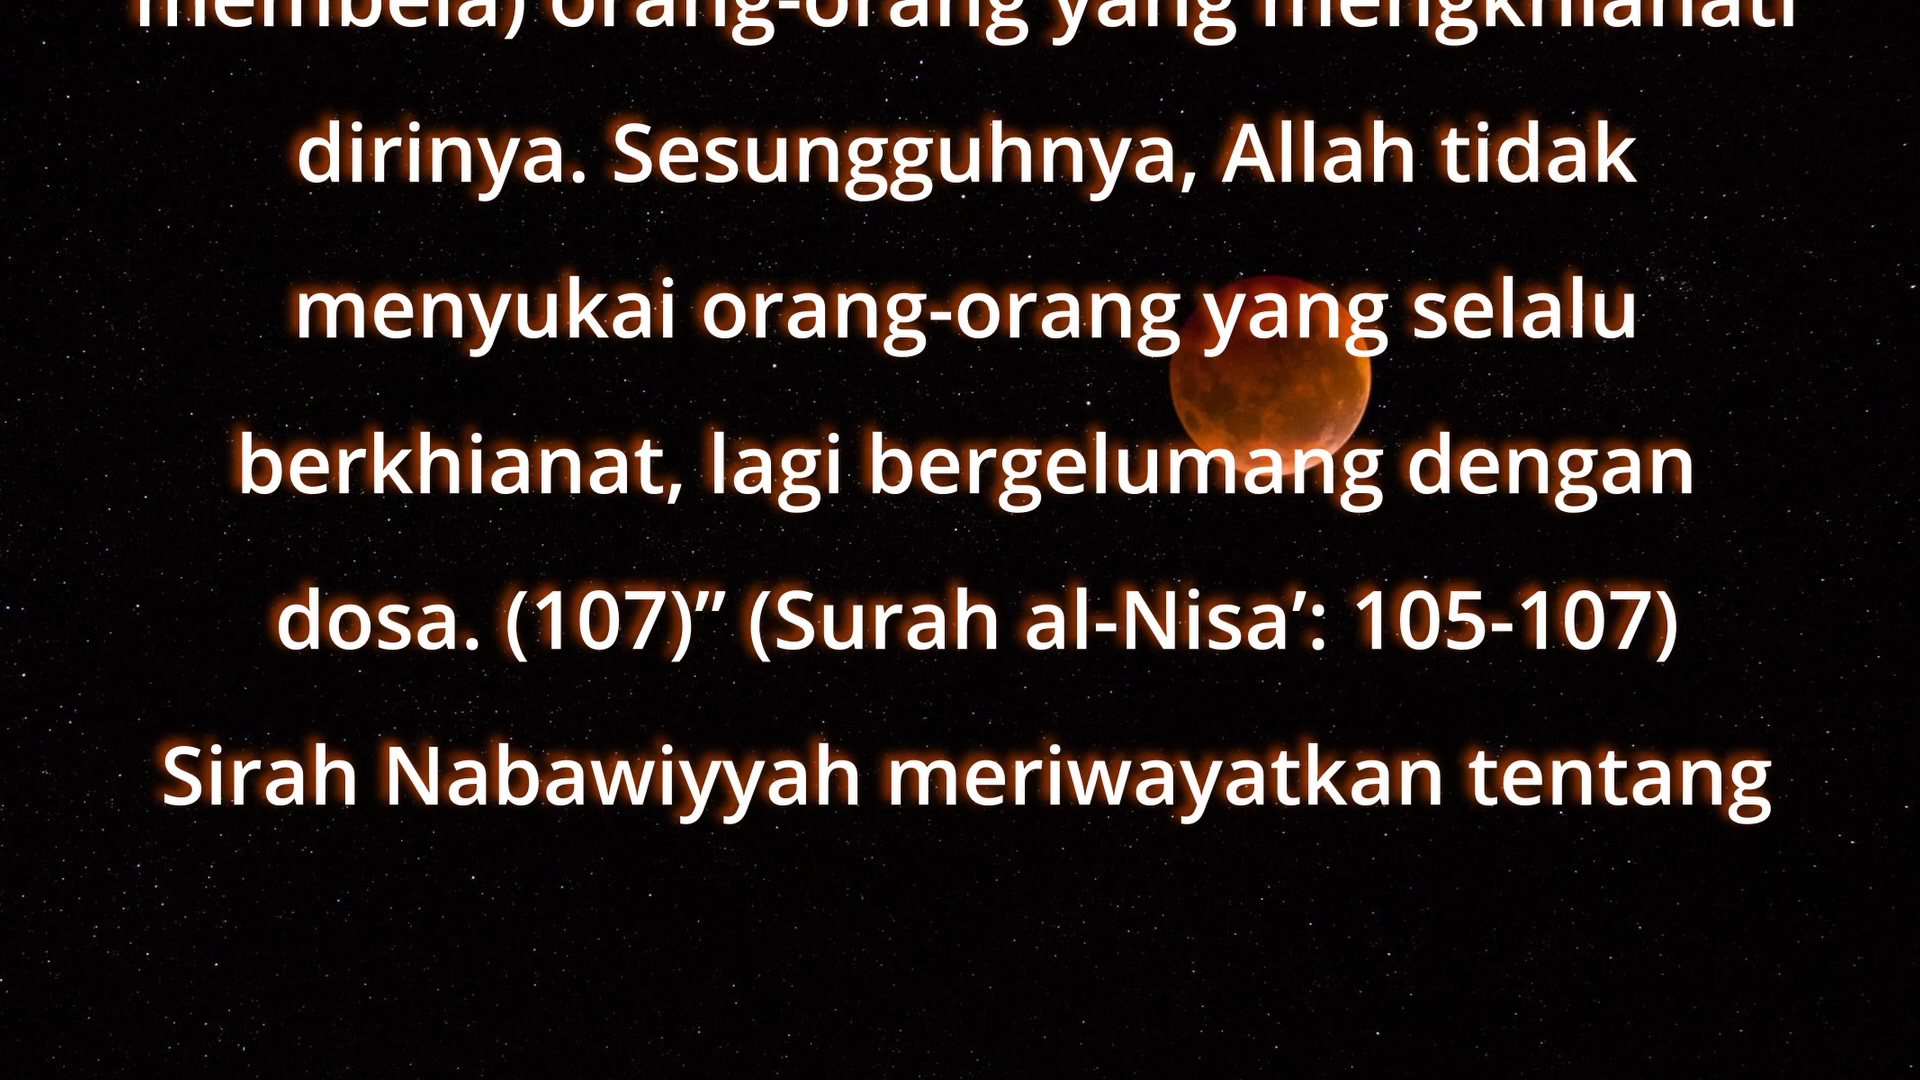 membela) orang-orang yang mengkhianati
dirinya. Sesungguhnya, Allah tidak
menyukai orang-orang yang selalu
berkhianat, lagi bergelumang dengan
dosa. (107)” (Surah al-Nisa’: 105-107)
Sirah Nabawiyyah meriwayatkan tentang